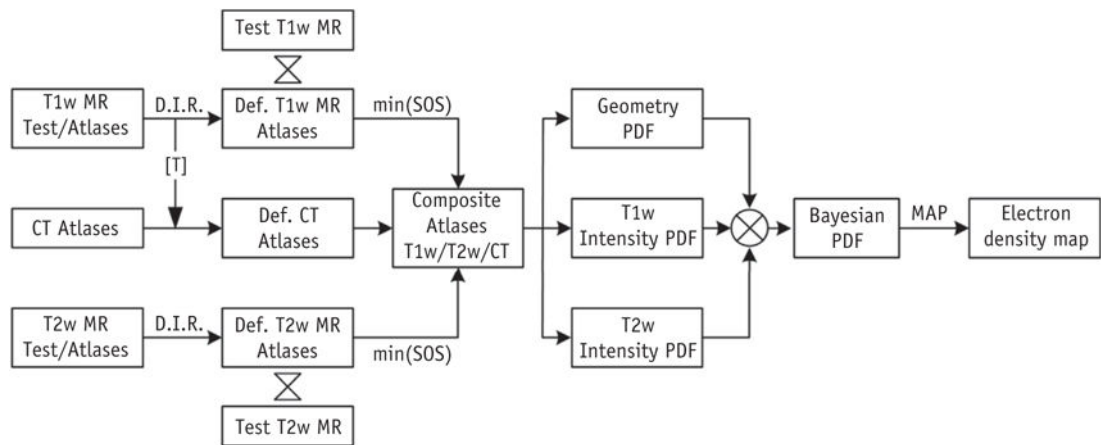 Test T1w MR
T1w MR
Test/Atlases
D.I.R.
Def. T1w MR
Atlases
min(SOS)
[T]
CT Atlases
Def. CT
Atlases
Composite
Atlases
T1w/T2w/CT
T2w MR
Test/Atlases
D.I.R.
Def. T2w MR
Atlases
min(SOS)
Test T2w MR
Geometry
PDF
T1w
Intensity PDF
T2w
Intensity PDF
Bayesian
PDF
MAP
Electron
density map